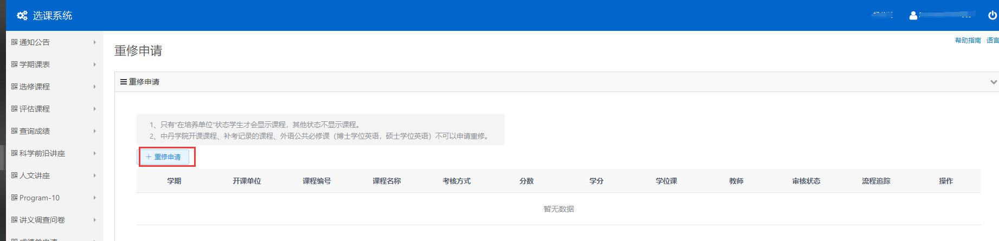 选课系统
帮助指南 语言
通知公告
学期课表
选修课程
评估课程
查询成绩
科学前沿讲座
人文讲座
Program-10
讲义调查问卷
成绩单申请
重修申请
重修申请
1、只有"在培养单位"状态学生才会显示课程，其他状态不显示课程。
2、中丹学院开课课程、补考记录的课程、外语公共必修课（博士学位英语，硕士学位英语）不可以申请重修。
+ 重修申请
学期 开课单位 课程编号 课程名称 考核方式 分数 学分 学位课 教师 审核状态 流程追踪 操作
暂无数据